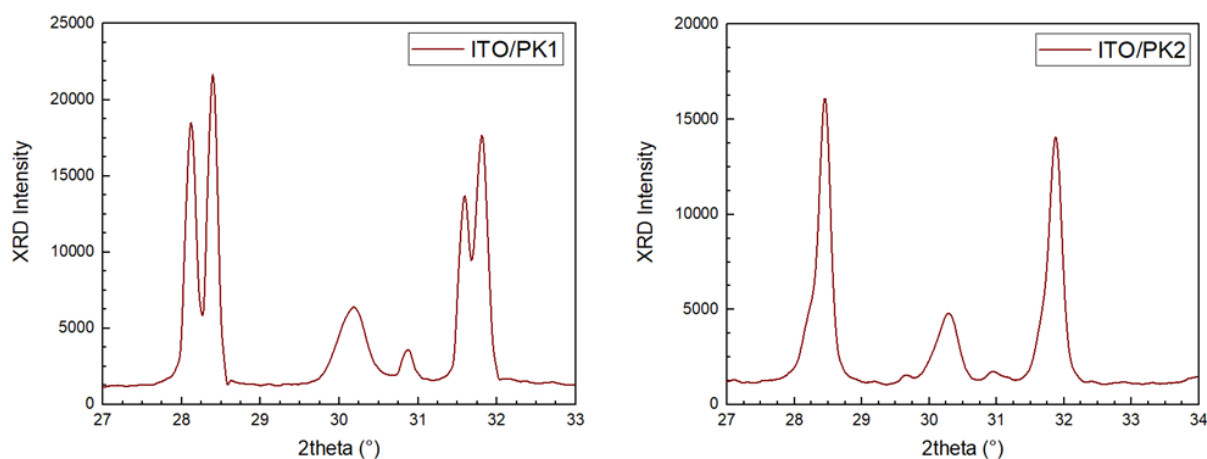 25000
20000
15000
10000
5000
0
XRD Intensity
ITO/PK1
27 28 29 30 31 32 33
2theta (°)
20000
15000
10000
5000
0
XRD Intensity
ITO/PK2
27 28 29 30 31 32 33 34
2theta (°)